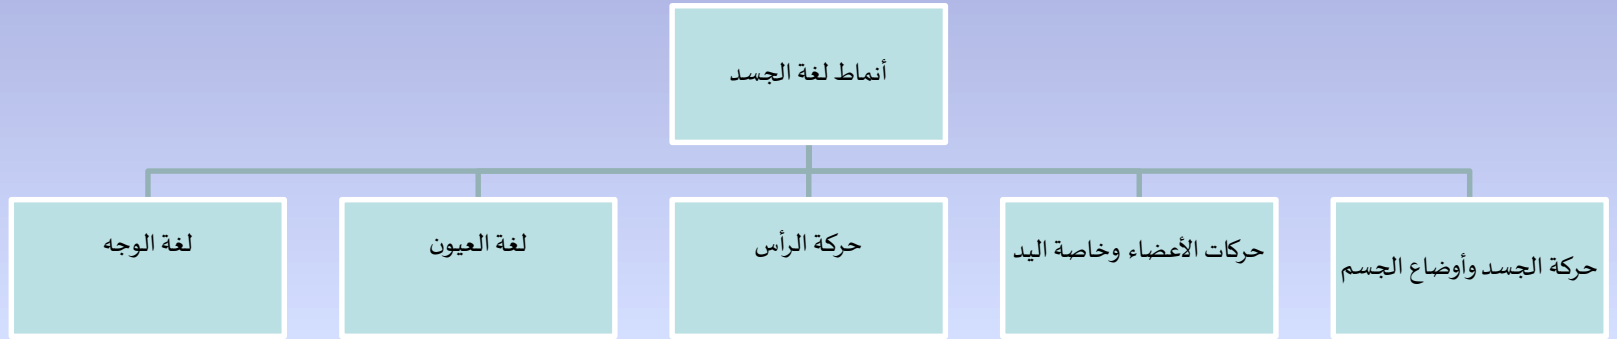 أنماط لغة الجسد
حركة الجسد وأوضاع الجسم
حركات الأعضاء وخاصة اليد
حركة الرأس
لغة العيون
لغة الوجه